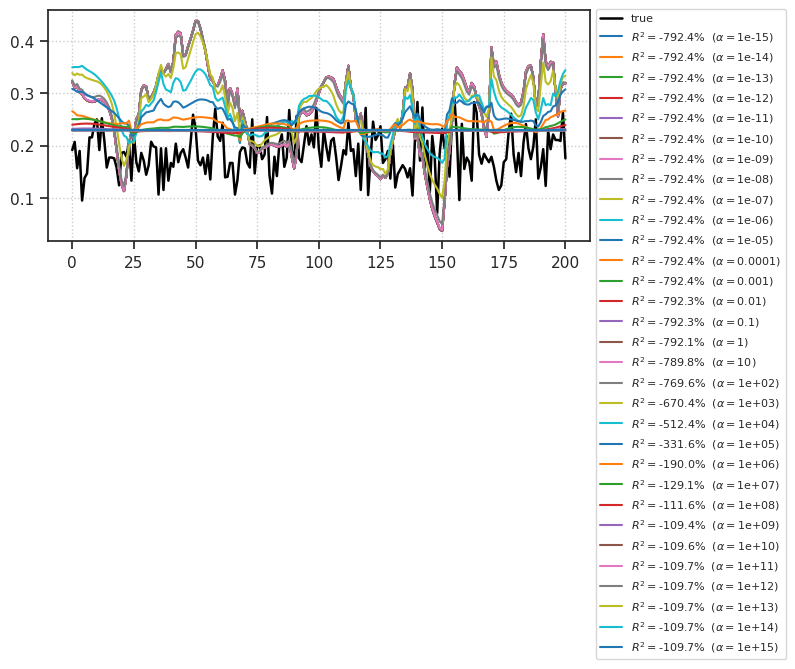 0.4
0.3
0.2
0.1
0 25 50 75 100 125 150 175 200
true
R² = -792.4% (α = 1e-15)
R² = -792.4% (α = 1e-14)
R² = -792.4% (α = 1e-13)
R² = -792.4% (α = 1e-12)
R² = -792.4% (α = 1e-11)
R² = -792.4% (α = 1e-10)
R² = -792.4% (α = 1e-09)
R² = -792.4% (α = 1e-08)
R² = -792.4% (α = 1e-07)
R² = -792.4% (α = 1e-06)
R² = -792.4% (α = 1e-05)
R² = -792.4% (α = 0.0001)
R² = -792.4% (α = 0.001)
R² = -792.3% (α = 0.01)
R² = -792.3% (α = 0.1)
R² = -792.1% (α = 1)
R² = -789.8% (α = 10)
R² = -769.6% (α = 1e+02)
R² = -670.4% (α = 1e+03)
R² = -512.4% (α = 1e+04)
R² = -331.6% (α = 1e+05)
R² = -190.0% (α = 1e+06)
R² = -129.1% (α = 1e+07)
R² = -111.6% (α = 1e+08)
R² = -109.4% (α = 1e+09)
R² = -109.6% (α = 1e+10)
R² = -109.7% (α = 1e+11)
R² = -109.7% (α = 1e+12)
R² = -109.7% (α = 1e+13)
R² = -109.7% (α = 1e+14)
R² = -109.7% (α = 1e+15)